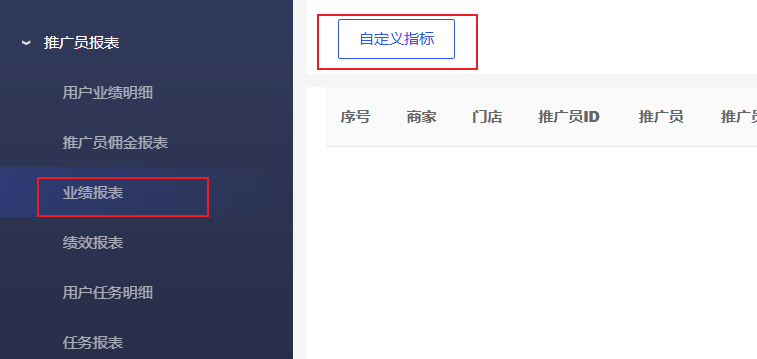 推广员报表
用户业绩明细
推广员佣金报表
业绩报表
绩效报表
用户任务明细
任务报表
自定义指标
序号 商家 门店 推广员ID 推广员 推广